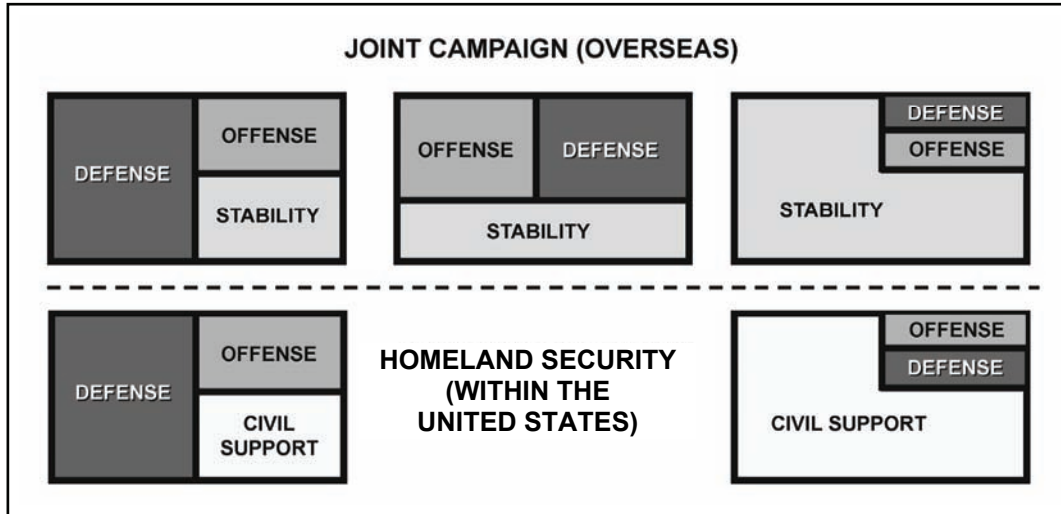 JOINT CAMPAIGN (OVERSEAS)
DEFENSE
OFFENSE
STABILITY
OFFENSE
DEFENSE
STABILITY
DEFENSE
OFFENSE
STABILITY
DEFENSE
OFFENSE
CIVIL
SUPPORT
HOMELAND SECURITY
(WITHIN THE
UNITED STATES)
OFFENSE
DEFENSE
CIVIL SUPPORT